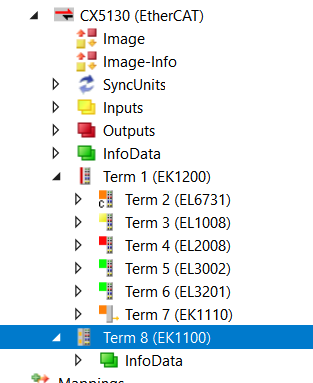 CX5130 (EtherCAT)
Image
Image-Info
SyncUnits
Inputs
Outputs
InfoData
Term 1 (EK1200)
Term 2 (EL6731)
Term 3 (EL1008)
Term 4 (EL2008)
Term 5 (EL3002)
Term 6 (EL3201)
Term 7 (EK1110)
Term 8 (EK1100)
InfoData
Mappings